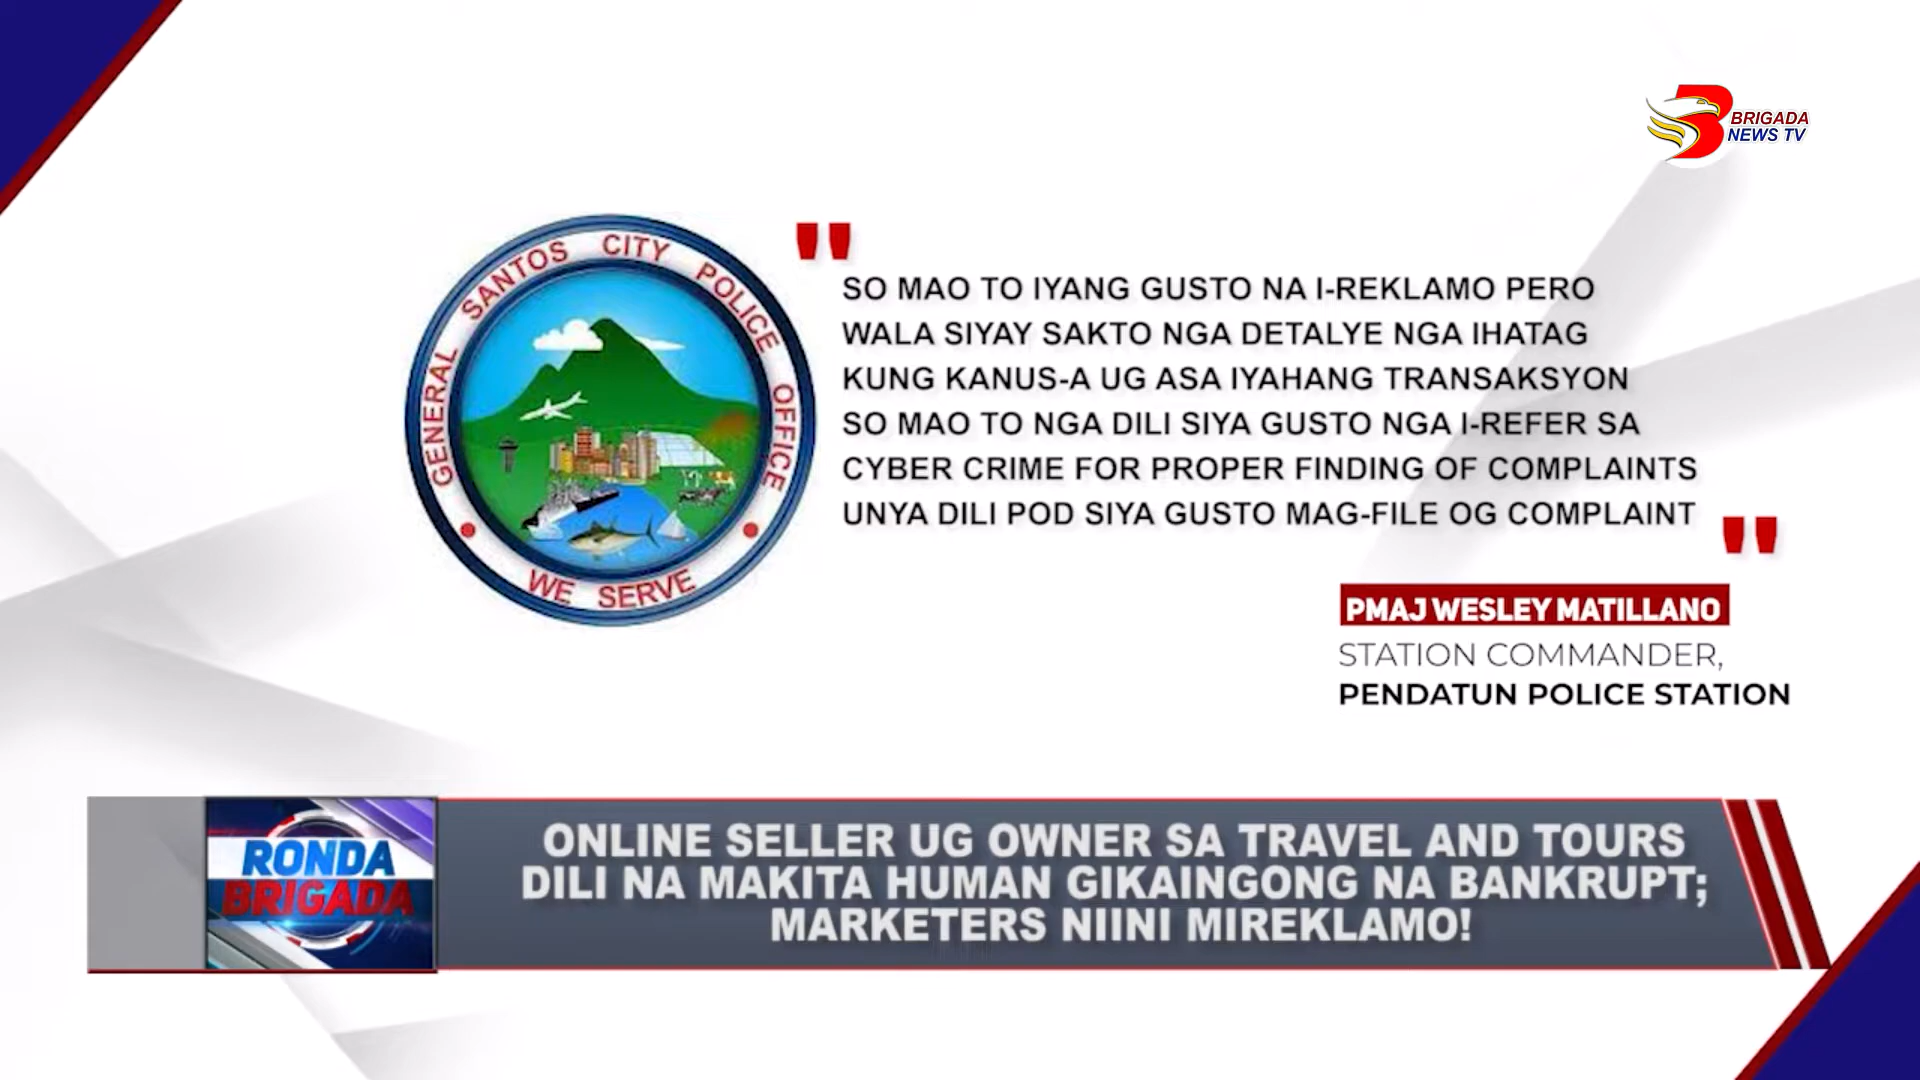 BRIGADA
NEWS TV
GENERAL SANTOS CITY POLICE OFFICE
WE SERVE
"SO MAO TO IYANG GUSTO NA I-REKLAMO PERO
WALA SIYAY SAKTO NGA DETALYE NGA IHATAG
KUNG KANUS-A UG ASA IYAHANG TRANSAKSYON
SO MAO TO NGA DILI SIYA GUSTO NGA I-REFER SA
CYBER CRIME FOR PROPER FINDING OF COMPLAINTS
UNYA DILI POD SIYA GUSTO MAG-FILE OG COMPLAINT"
PMAJ WESLEY MATILLANO
STATION COMMANDER,
PENDATUN POLICE STATION
RONDA
BRIGADA
ONLINE SELLER UG OWNER SA TRAVEL AND TOURS
DILI NA MAKITA HUMAN GIKAINGONG NA BANKRUPT;
MARKETERS NIINI MIREKLAMO!